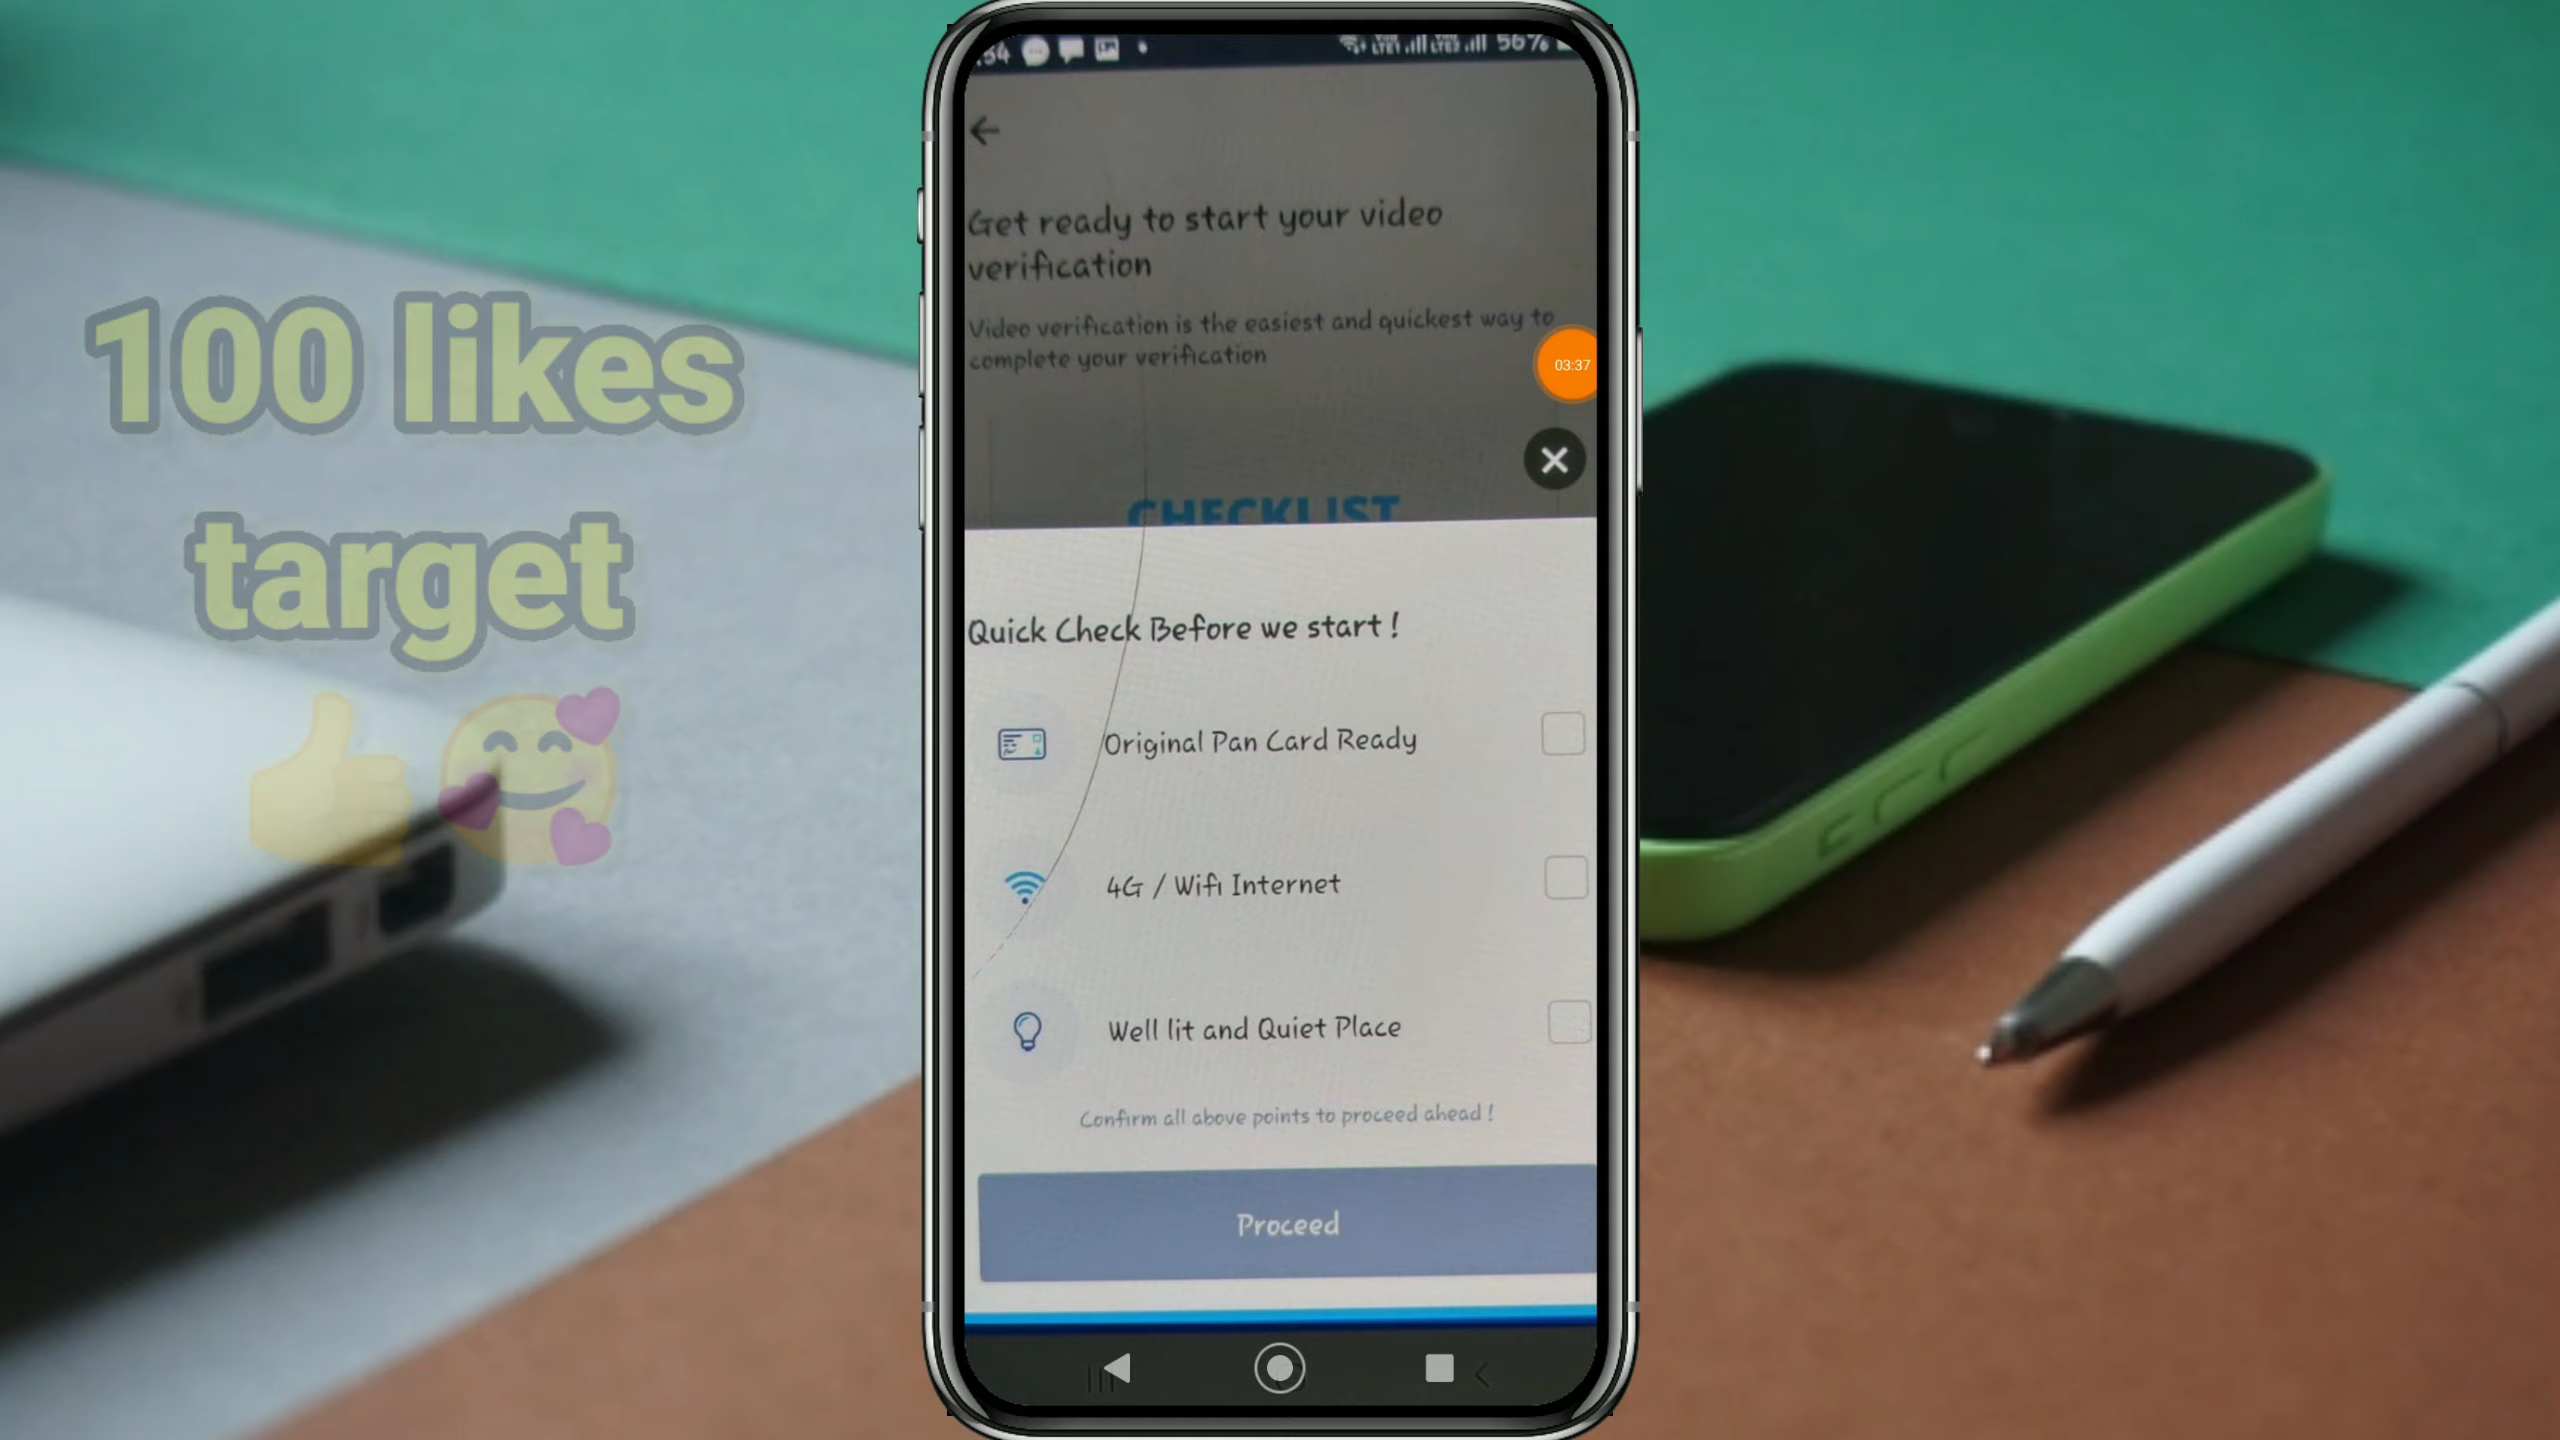 100 likes
target
56%
Get ready to start your video
verification
Video verification is the easiest and quickest way to
complete your verification
03:37
CHECKLIST
Quick Check Before we start !
Original Pan Card Ready
4G / Wifi Internet
Well lit and Quiet Place
Confirm all above points to proceed ahead !
Proceed